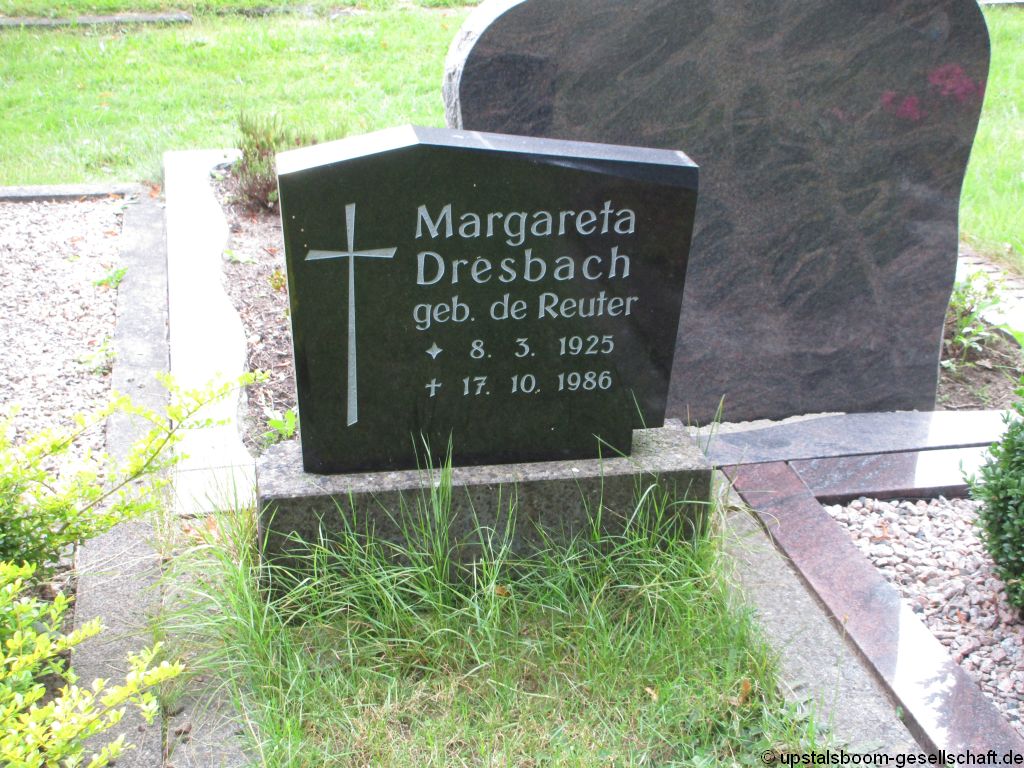 Margareta
Dresbach
geb. de Reuter
✦ 8. 3. 1925
✝ 17. 10. 1986
© upstalsboom-gesellschaft.de